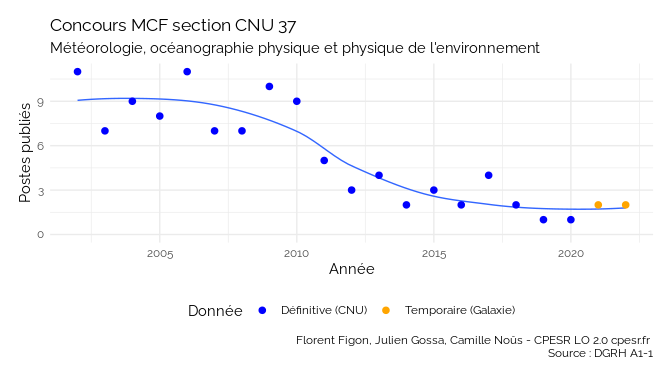 Concours MCF section CNU 37
Météorologie, océanographie physique et physique de l'environnement
Postes publiés
9
6
3
0
2005 2010 2015 2020
Année
Donnée Définitive (CNU) Temporaire (Galaxie)
Florent Figon, Julien Gossa, Camille Noûs - CPESR LO 2.0 cpesr.fr
Source : DGRH A1-1